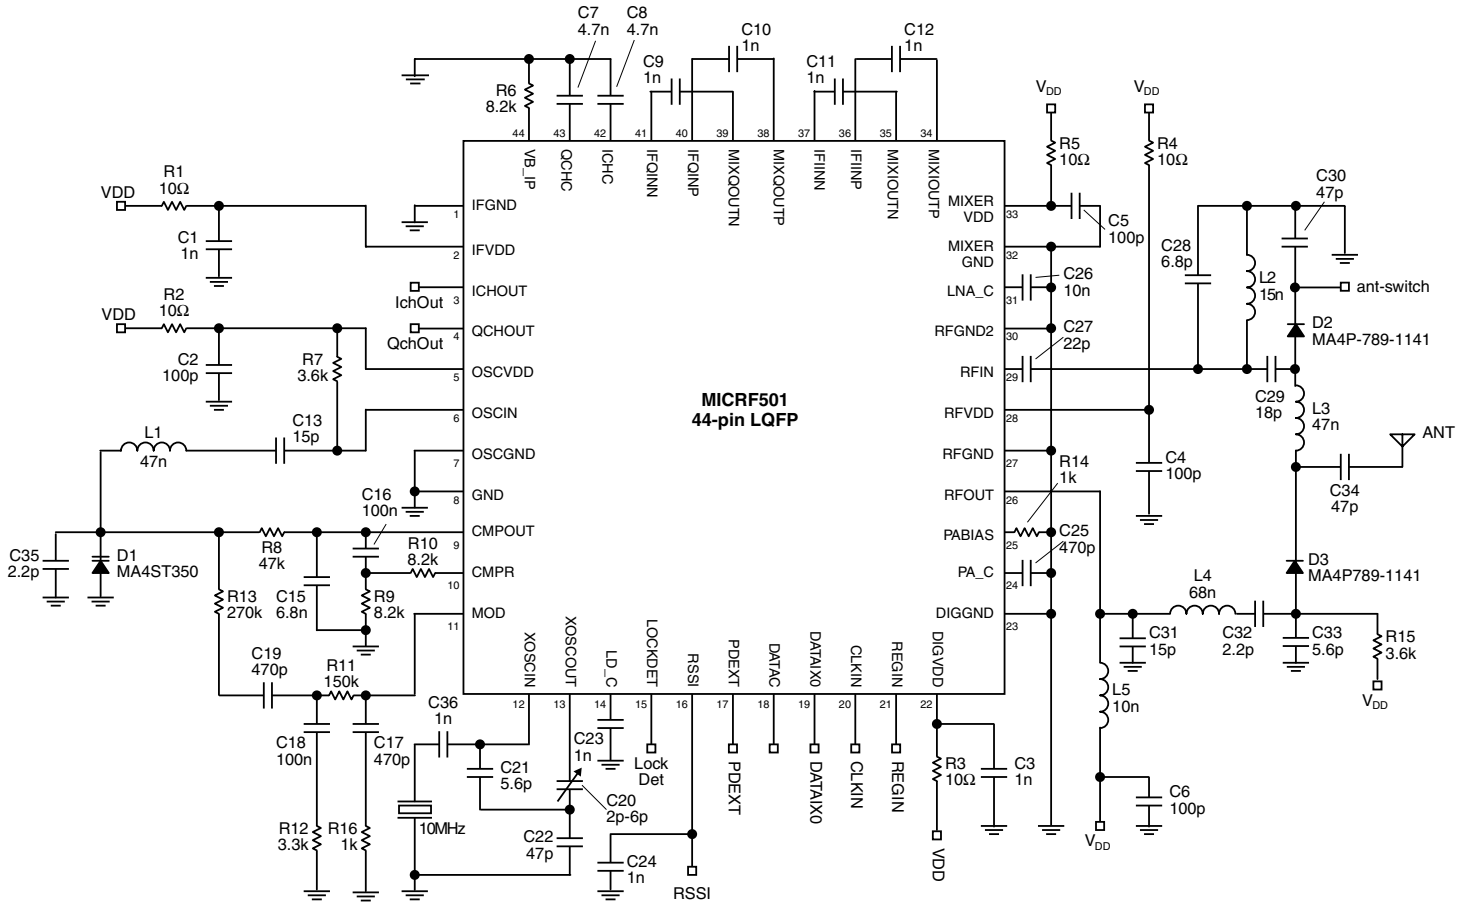 C7
4.7n
C8
4.7n
C9
1n
C10
1n
C11
1n
C12
1n
R6
8.2k
44
43
42
41
40
39
38
37
36
35
34
VB_IP
QCHC
ICHC
IFQINN
IFQINP
MIXQOUTN
MIXQOUTP
IFIINN
IFIINP
MIXIOUTN
MIXIOUTP
VDD
R1
10Ω
C1
1n
VDD
R2
10Ω
C2
100p
R7
3.6k
C13
15p
L1
47n
IchOut
QchOut
IFGND
1
IFVDD
2
ICHOUT
3
QCHOUT
4
OSCVDD
5
OSCIN
6
OSCGND
7
GND
8
CMPOUT
9
CMPR
10
MOD
11
MICRF501
44-pin LQFP
MIXER
VDD
33
MIXER
GND
32
LNA_C
31
RFGND2
30
RFIN
29
RFVDD
28
RFGND
27
RFOUT
26
PABIAS
25
PA_C
24
DIGGND
23
VDD
R5
10Ω
C5
100p
VDD
R4
10Ω
C26
10n
C27
22p
C4
100p
R14
1k
C25
470p
C28
6.8p
L2
15n
C30
47p
ant-switch
D2
MA4P-789-1141
C29
18p
L3
47n
ANT
C34
47p
D3
MA4P789-1141
L4
68n
C31
15p
C32
2.2p
C33
5.6p
R15
3.6k
VDD
L5
10n
C6
100p
VDD
C35
2.2p
D1
MA4ST350
R8
47k
C16
100n
R10
8.2k
R13
270k
C15
6.8n
R9
8.2k
C19
470p
R11
150k
C18
100n
C17
470p
R12
3.3k
R16
1k
XOSCIN
XOSCOUT
LD_C
LOCKDET
RSSI
PDEXT
DATAC
DATAIX0
CLKIN
REGIN
DIGVDD
12
13
14
15
16
17
18
19
20
21
22
C36
1n
C21
5.6p
C23
1n
C20
2p-6p
C22
47p
10MHz
C24
1n
Lock
Det
RSSI
PDEXT
DATAIX0
CLKIN
REGIN
R3
10Ω
C3
1n
VDD